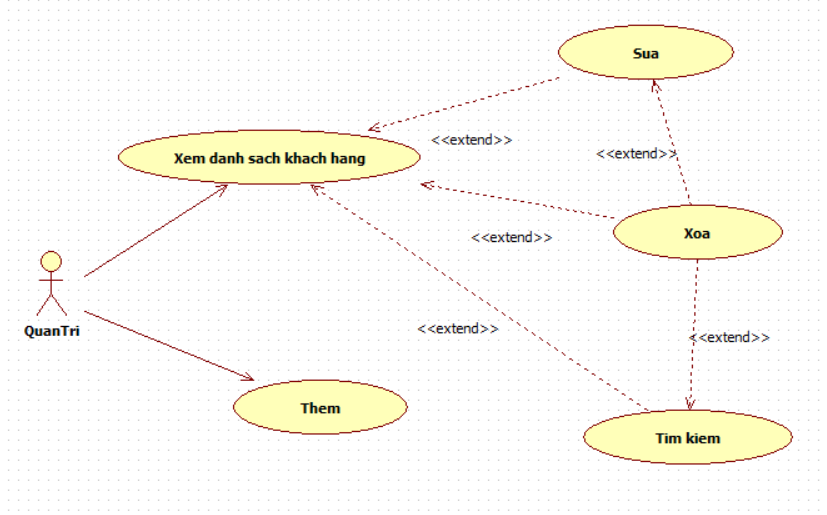 Sua
<<extend>>
Xem danh sach khach hang
<<extend>>
Xoa
<<extend>>
QuanTri
<<extend>>
<<extend>>
Them
Tim kiem